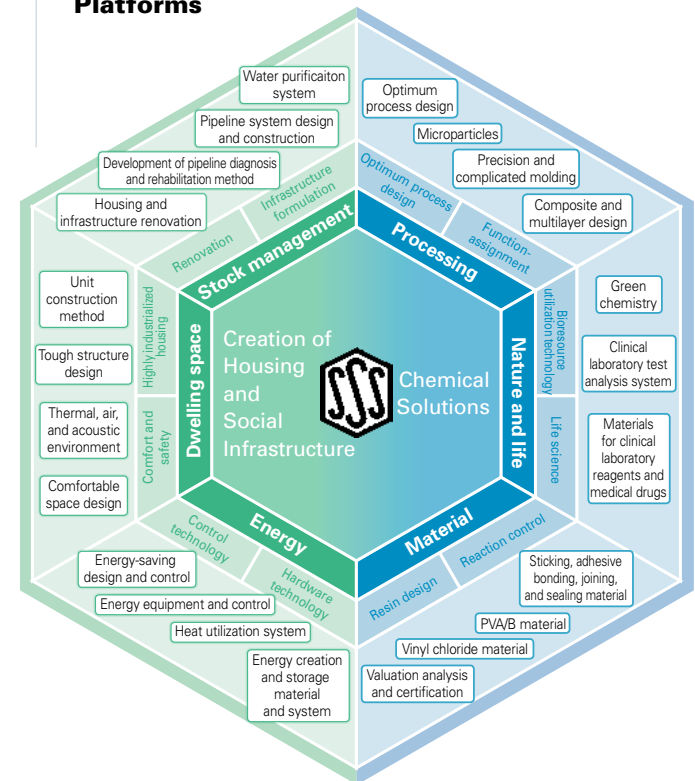 Platforms
Water purificaiton
system
Pipeline system design
and construction
Development of pipeline diagnosis
and rehabilitation method
Housing and
infrastructure renovation
Infrastructure
formulation
Renovation
Stock management
Optimum
process design
Microparticles
Precision and
complicated molding
Composite and
multilayer design
Optimum process
design
Function-
assignment
Processing
Unit
construction
method
Tough structure
design
Thermal, air,
and acoustic
environment
Comfortable
space design
Highly industrialized
housing
Comfort and
safety
Dwelling space
Creation of
Housing
and
Social
Infrastructure
SSS
Chemical
Solutions
Nature and life
Bioresource
utilization technology
Life science
Green
chemistry
Clinical
laboratory test
analysis system
Materials
for clinical
laboratory
reagents and
medical drugs
Energy
Control
technology
Hardware
technology
Energy-saving
design and control
Energy equipment and control
Heat utilization system
Energy creation
and storage
material
and system
Material
Reaction control
Resin design
Sticking, adhesive
bonding, joining,
and sealing material
PVA/B material
Vinyl chloride material
Valuation analysis
and certification